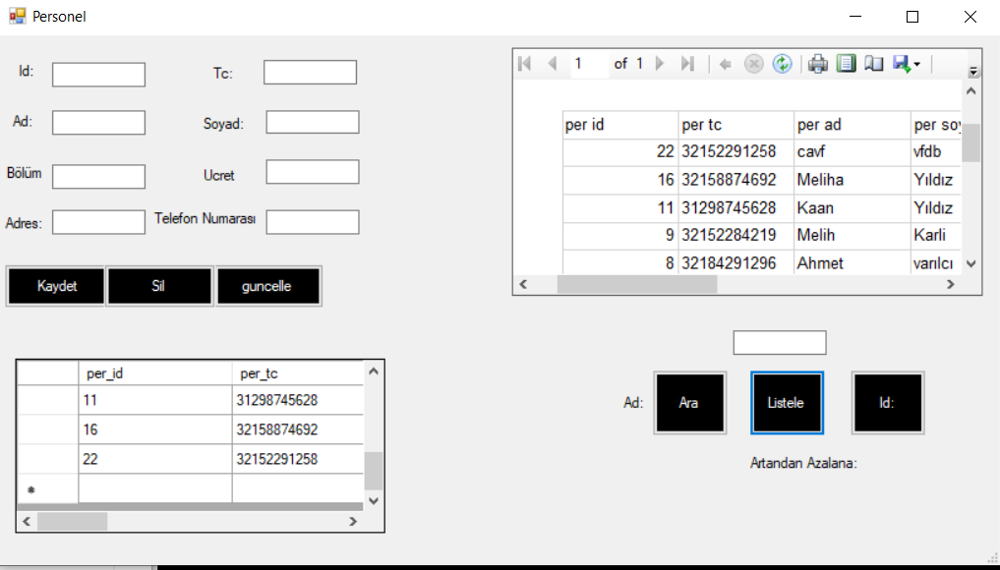 Personel
Id:
Tc:
Ad:
Soyad:
Bölüm
Ucret
Adres:
Telefon Numarası
Kaydet
Sil
guncelle
per_id per_tc
11 31298745628
16 32158874692
22 32152291258
1 of 1
per id per tc per ad per soy
22 32152291258 cavf vfdb
16 32158874692 Meliha Yıldız
11 31298745628 Kaan Yıldız
9 32152284219 Melih Karli
8 32184291296 Ahmet varılcı
Ad:
Ara
Listele
Id:
Artandan Azalana: